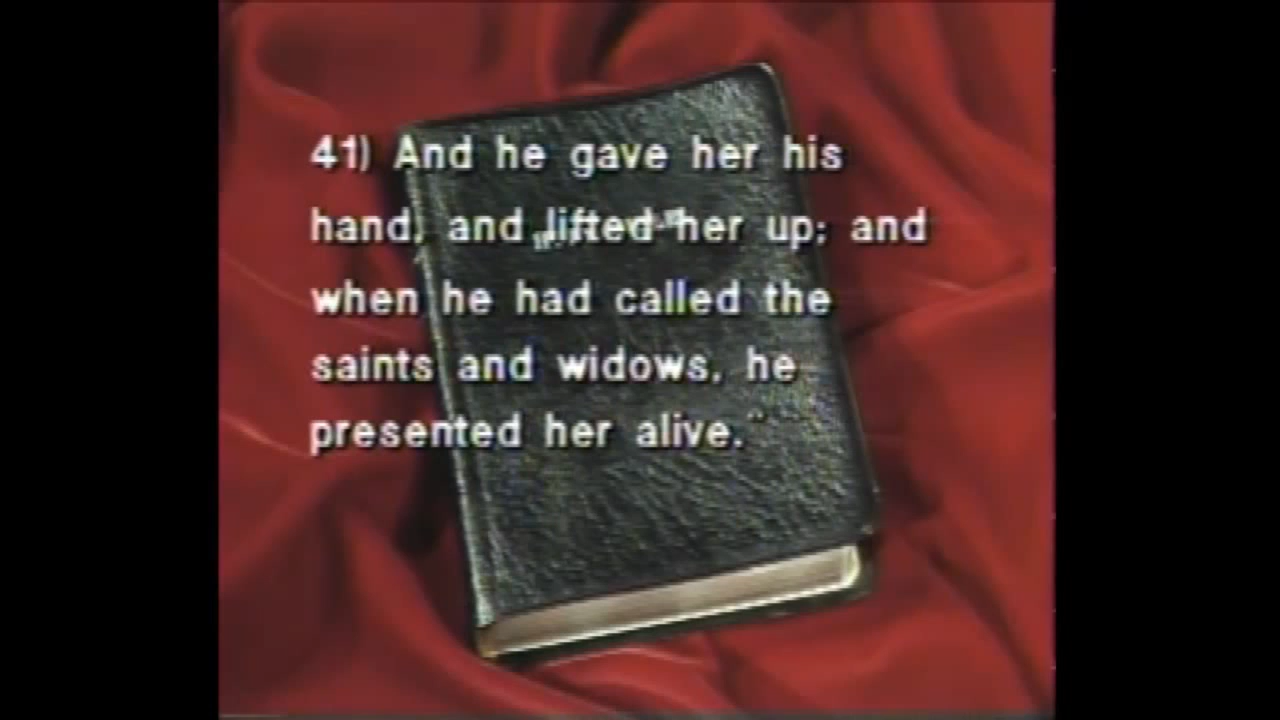 41) And he gave her his
hand, and lifted her up; and
when he had called the
saints and widows, he
presented her alive."